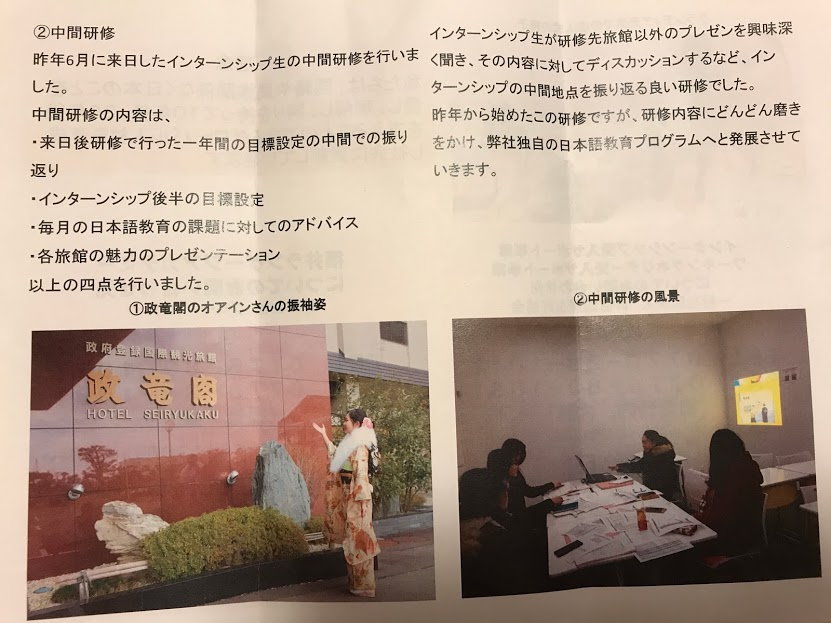 ②中間研修
昨年6月に来日したインターンシップ生の中間研修を行いま
した。
中間研修の内容は、
・来日後研修で行った一年間の目標設定の中間での振り
返り
・インターンシップ後半の目標設定
・毎月の日本語教育の課題に対してのアドバイス
・各旅館の魅力のプレゼンテーション
以上の四点を行いました。
①政竜閣のオアインさんの振袖姿
政府登録国際観光旅館
政竜閣
HOTEL SEIRYUKAKU
インターンシップ生が研修先旅館以外のプレゼンを興味深
く聞き、その内容に対してディスカッションするなど、イン
ターンシップの中間地点を振り返る良い研修でした。
昨年から始めたこの研修ですが、研修内容にどんどん磨き
をかけ、弊社独自の日本語教育プログラムへと発展させて
いきます。
②中間研修の風景